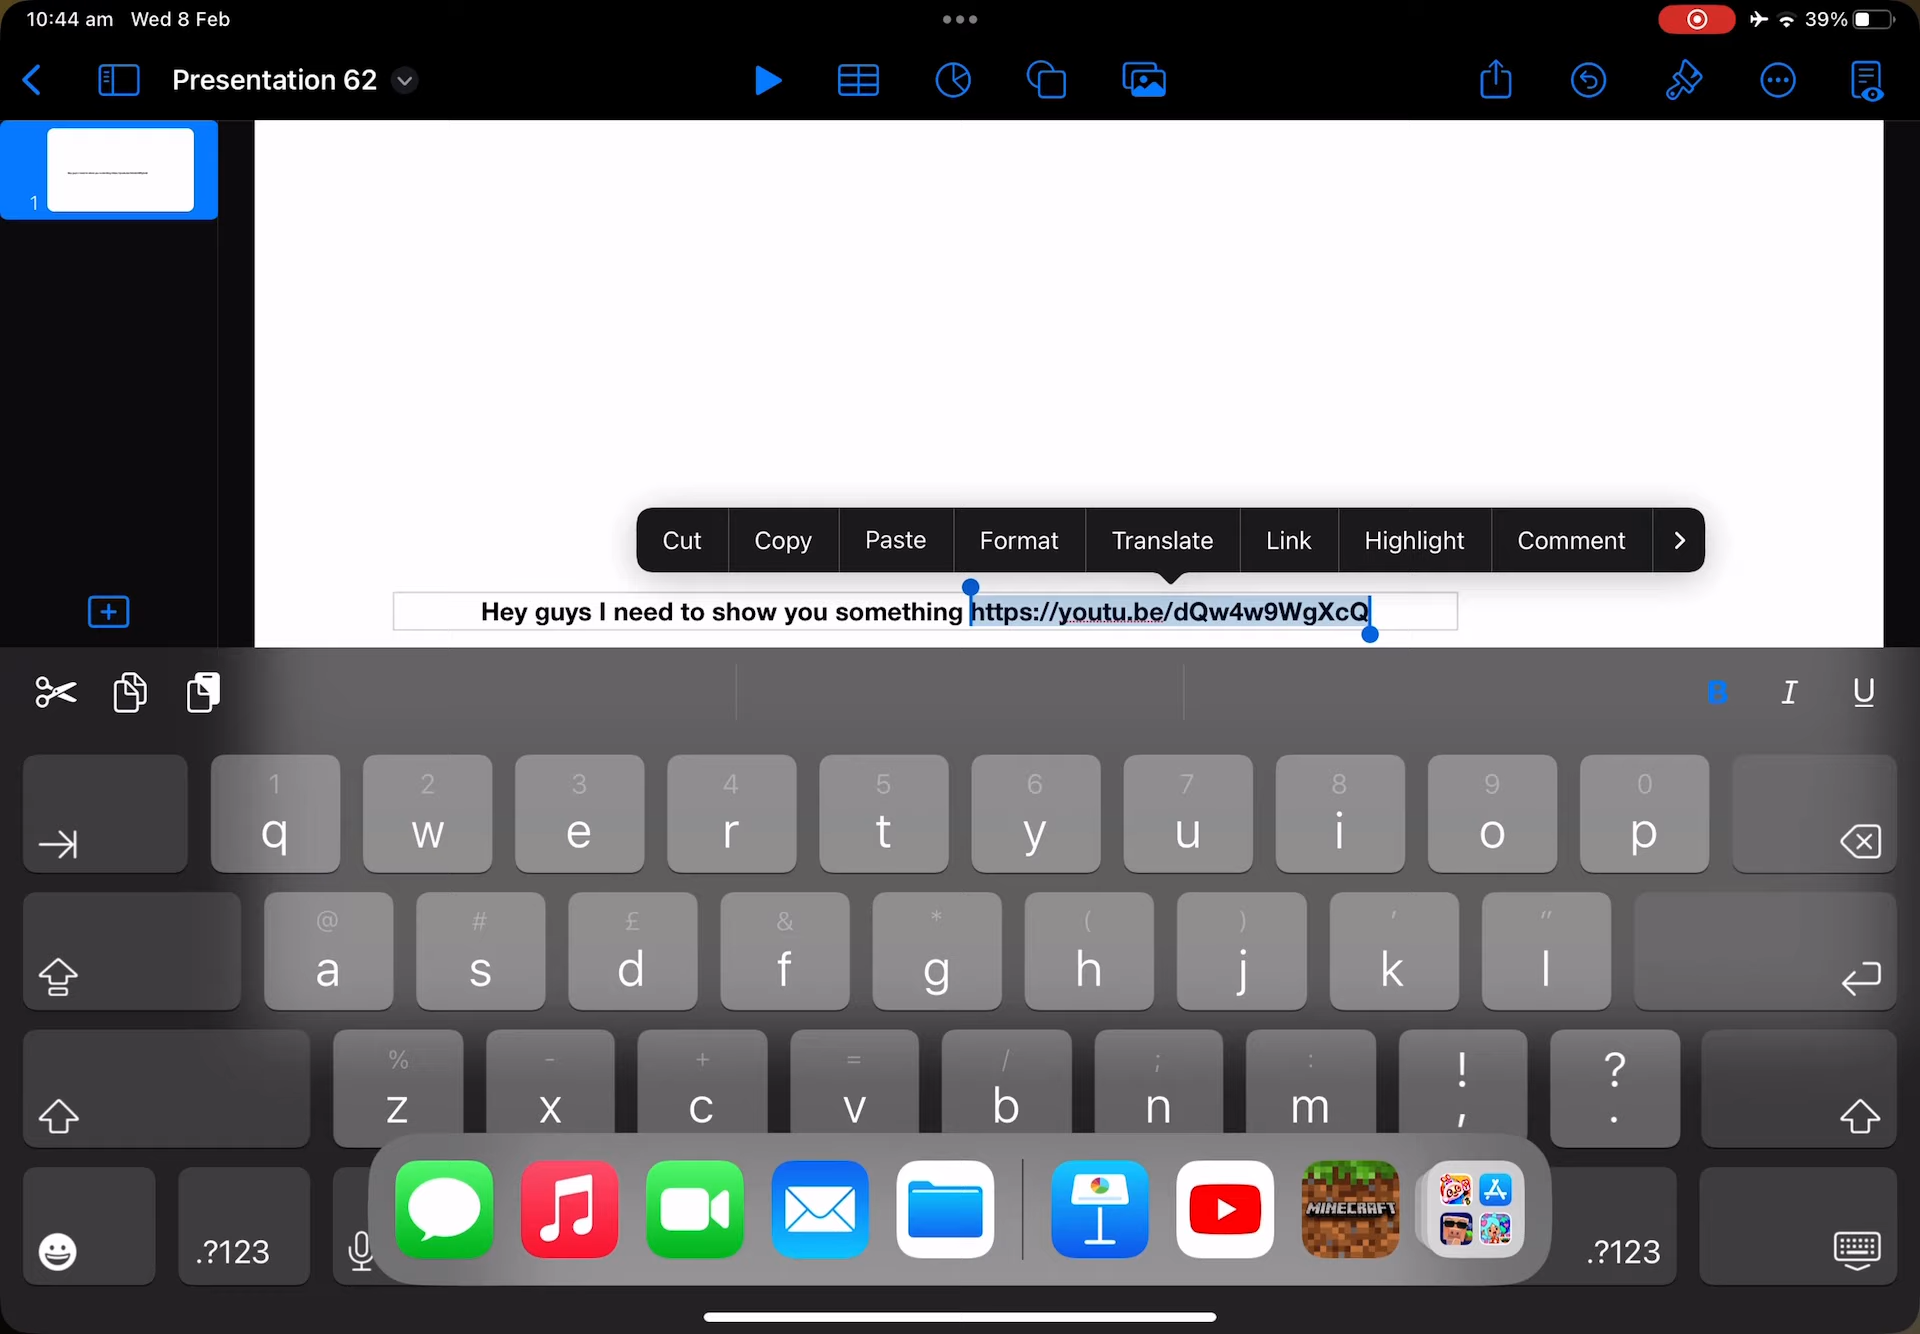 10:44 am Wed 8 Feb
39%
Presentation 62
1
Cut Copy Paste Format Translate Link Highlight Comment
Hey guys I need to show you something https://youtu.be/dQw4w9WgXcQ
B I U
1 2 3 4 5 6 7 8 9 0
q w e r t y u i o p
@ # £ & * ( ) ' "
a s d f g h j k l
% - + = / ; : ! ?
z x c v b n m , .
.?123 MINECRAFT .?123